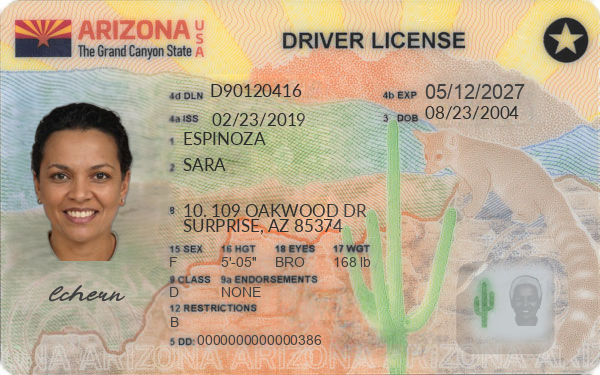 ARIZONA USA
The Grand Canyon State
DRIVER LICENSE
4d DLN D90120416 4b EXP 05/12/2027
4a ISS 02/23/2019 3 DOB 08/23/2004
1 ESPINOZA
2 SARA
8 10, 109 OAKWOOD DR
SURPRISE, AZ 85374
15 SEX 16 HGT 18 EYES 17 WGT
F 5'-05" BRO 168 lb
9 CLASS 9a ENDORSEMENTS
D NONE
12 RESTRICTIONS
B
lchern
5 DD: 0000000000000386
ARIZONA ARIZONA ARIZONA ARIZONA